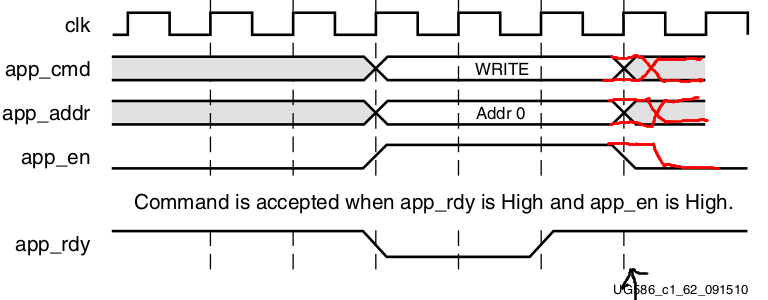 clk
app_cmd
WRITE
app_addr
Addr 0
app_en
Command is accepted when app_rdy is High and app_en is High.
app_rdy
UG586_c1_62_091510